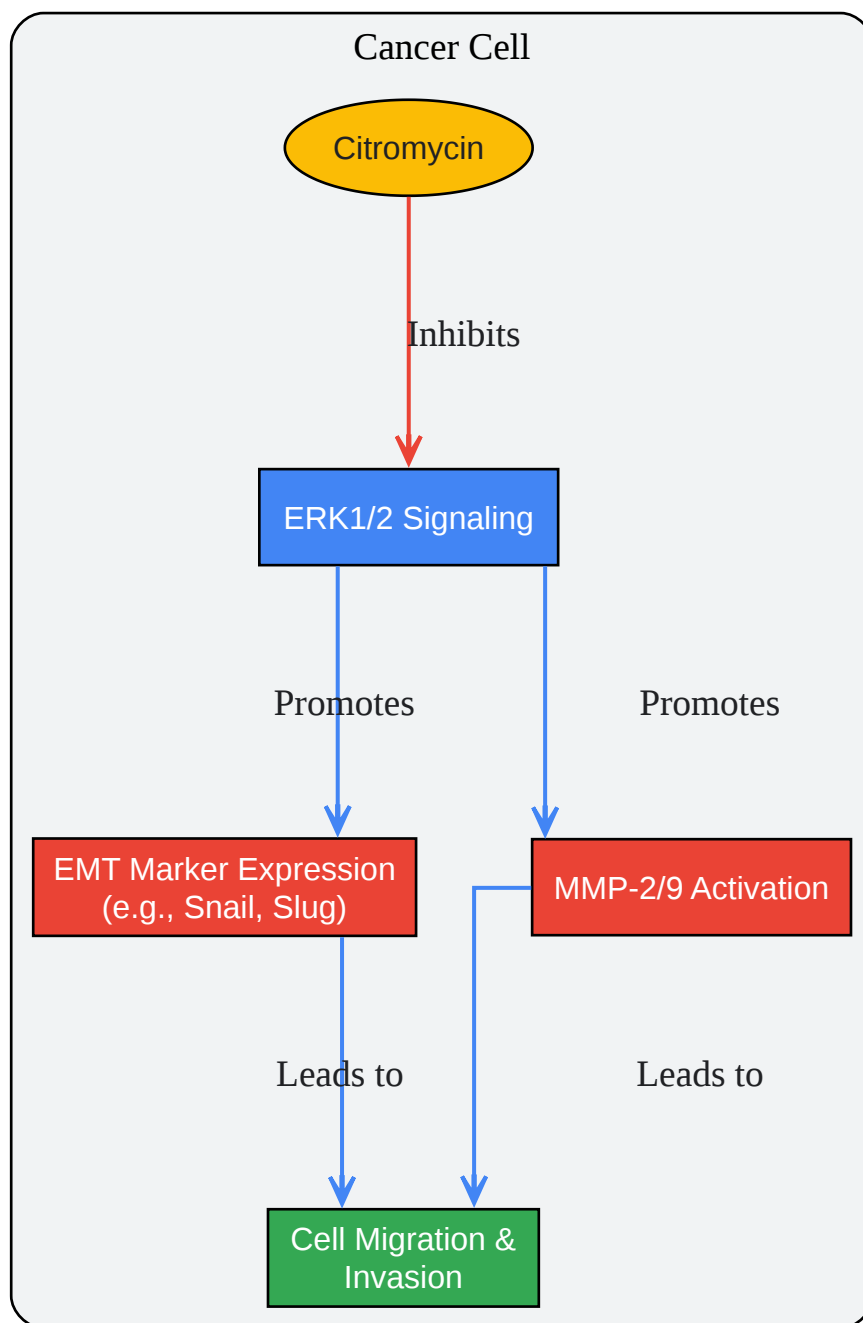 Cancer Cell
Citromycin
Inhibits
ERK1/2 Signaling
Promotes
Promotes
EMT Marker Expression
(e.g., Snail, Slug)
MMP-2/9 Activation
Leads to
Leads to
Cell Migration &
Invasion